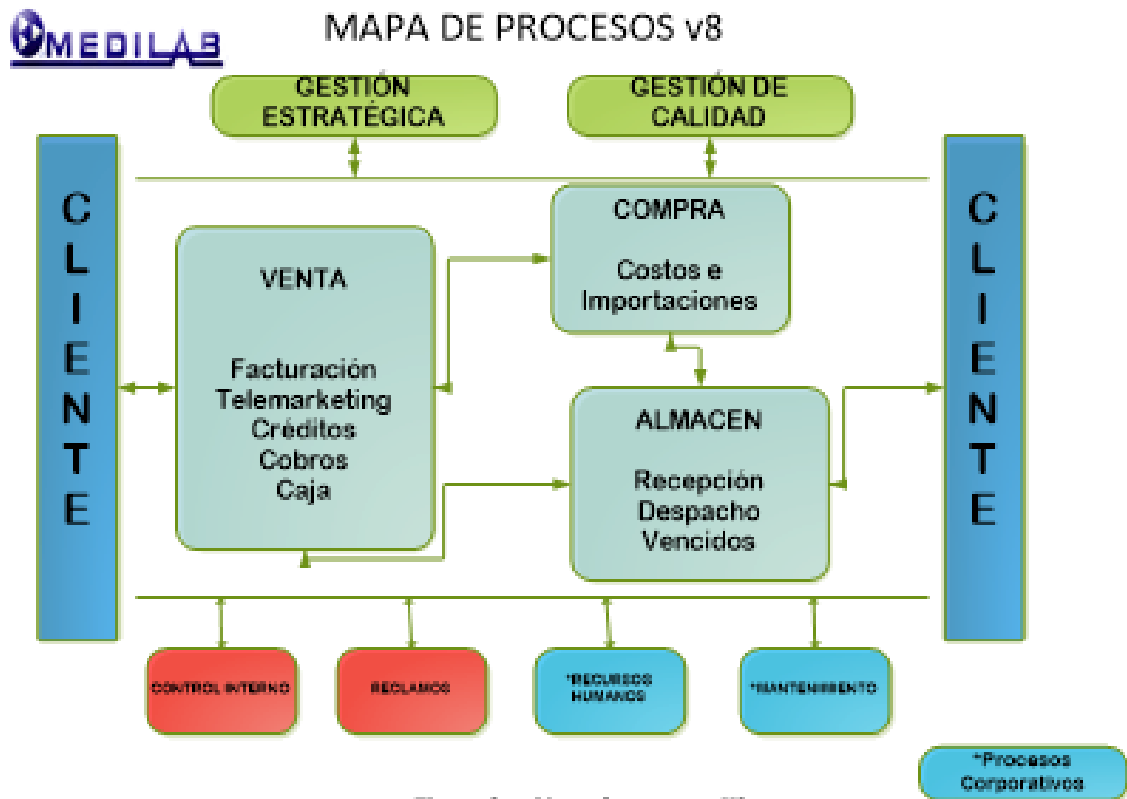 MEDILAB
MAPA DE PROCESOS v8
GESTIÓN
ESTRATÉGICA
GESTIÓN DE
CALIDAD
C
L
I
E
N
T
E
VENTA
Facturación
Telemarketing
Créditos
Cobros
Caja
COMPRA
Costos e
Importaciones
ALMACEN
Recepción
Despacho
Vencidos
C
L
I
E
N
T
E
CONTROL INTERNO
RECLAMOS
*RECURSOS
HUMANOS
*MANTENIMIENTO
*Procesos
Corporativos